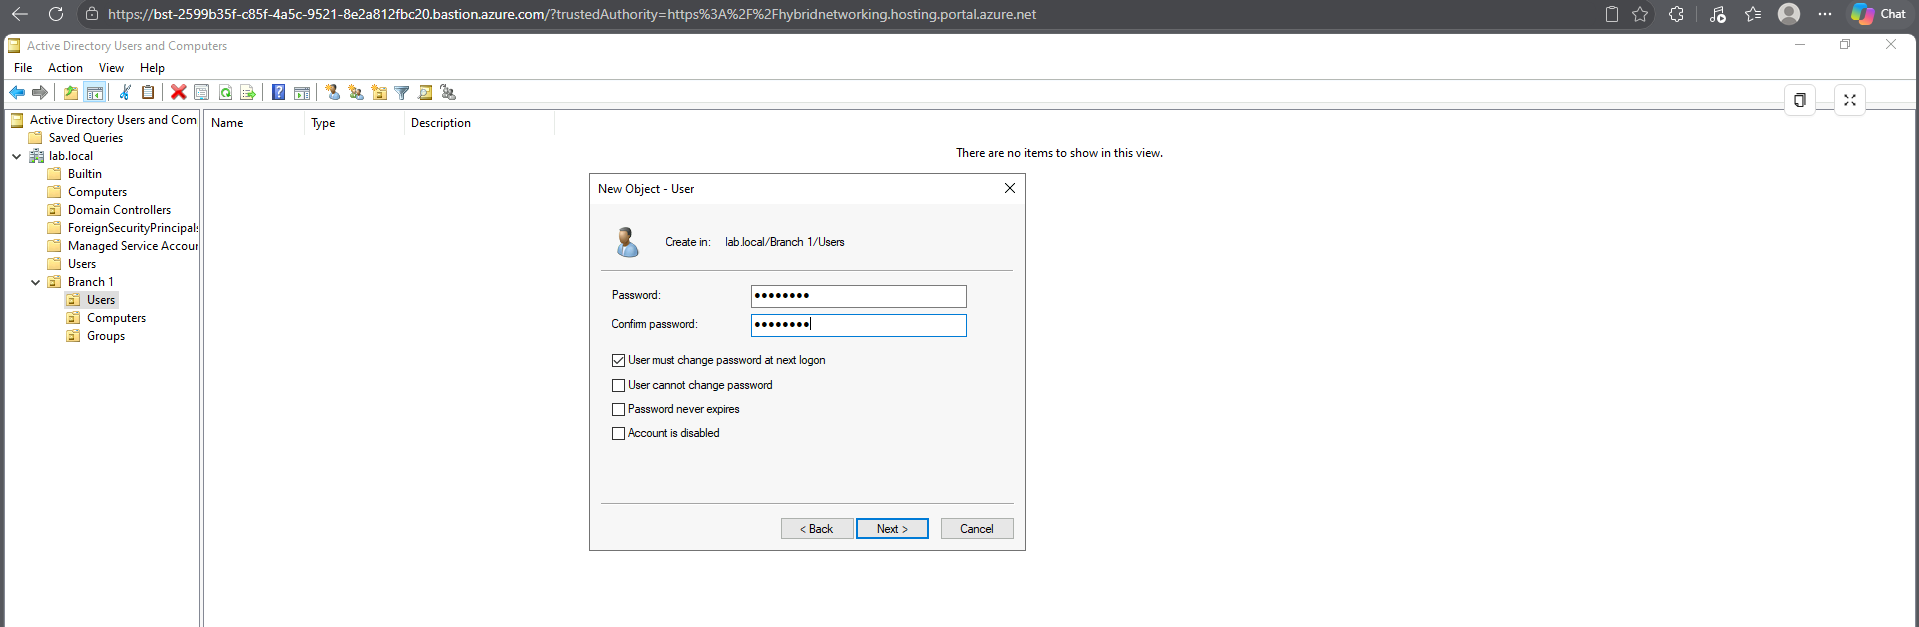 https://bst-2599b35f-c85f-4a5c-9521-8e2a812fbc20.bastion.azure.com/?trustedAuthority=https%3A%2F%2Fhybridnetworking.hosting.portal.azure.net
Chat
Active Directory Users and Computers
File Action View Help
Active Directory Users and Com
Saved Queries
lab.local
Builtin
Computers
Domain Controllers
ForeignSecurityPrincipals
Managed Service Accour
Users
Branch 1
Users
Computers
Groups
Name Type Description
There are no items to show in this view.
New Object - User
Create in: lab.local/Branch 1/Users
Password:
Confirm password:
User must change password at next logon
User cannot change password
Password never expires
Account is disabled
< Back Next > Cancel